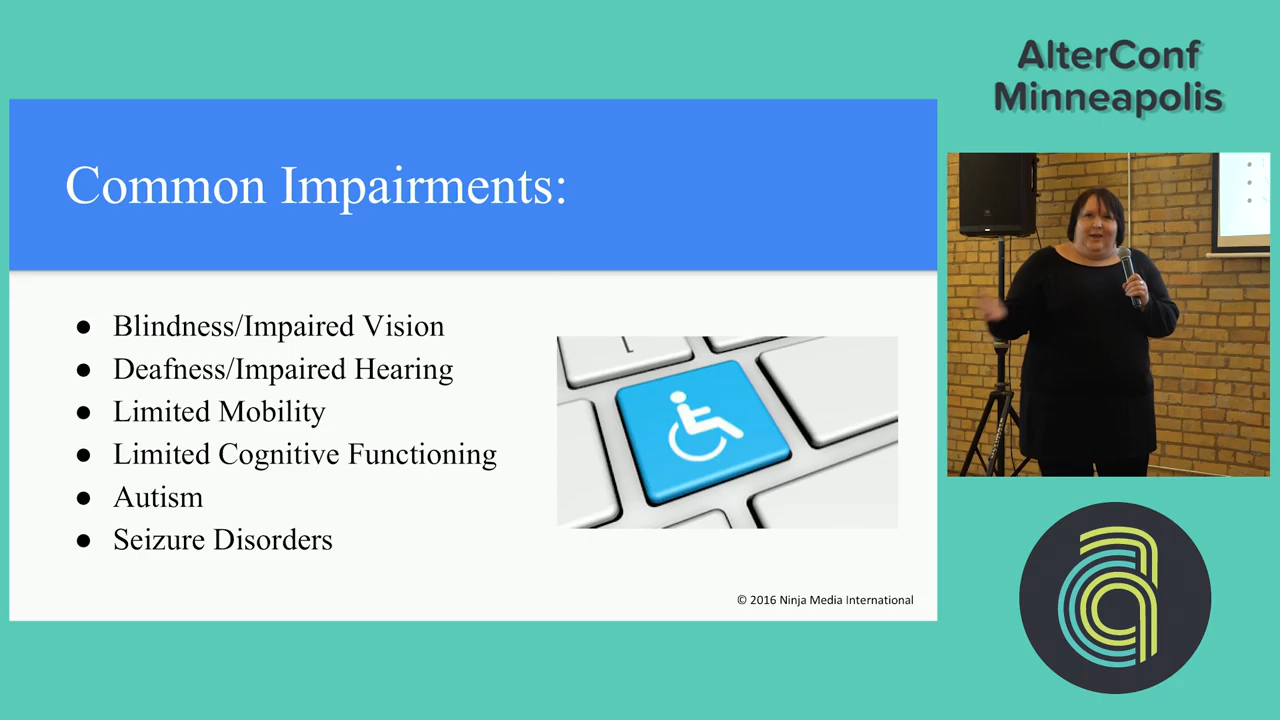 AlterConf
Minneapolis
Common Impairments:
● Blindness/Impaired Vision
● Deafness/Impaired Hearing
● Limited Mobility
● Limited Cognitive Functioning
● Autism
● Seizure Disorders
© 2016 Ninja Media International